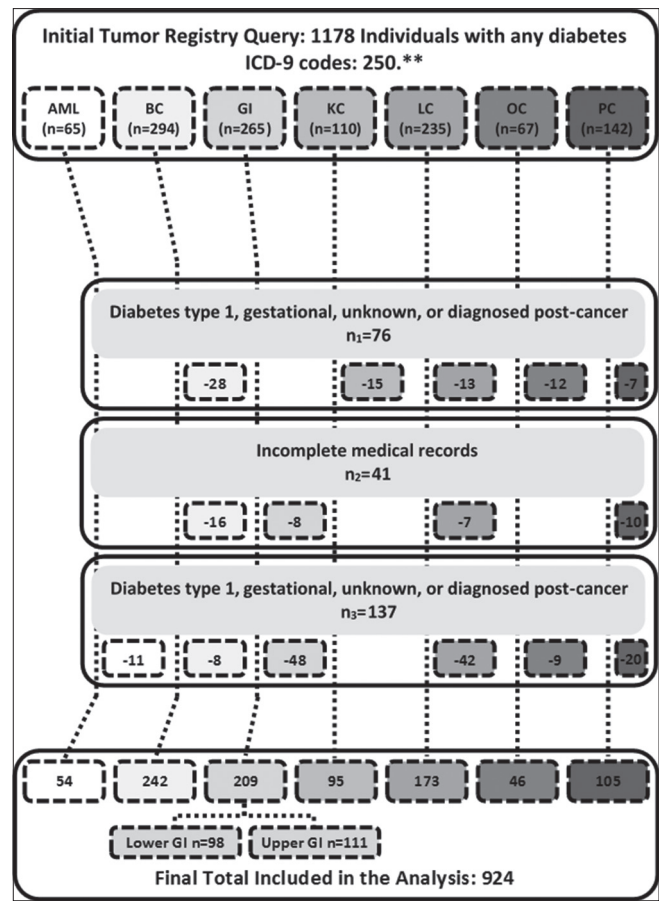 Initial Tumor Registry Query: 1178 Individuals with any diabetes
ICD-9 codes: 250.**
AML BC GI KC LC OC PC
(n=65) (n=294) (n=265) (n=110) (n=235) (n=67) (n=142)
Diabetes type 1, gestational, unknown, or diagnosed post-cancer
n₁=76
-28 -15 -13 -12 -7
Incomplete medical records
n₂=41
-16 -8 -7 -10
Diabetes type 1, gestational, unknown, or diagnosed post-cancer
n₃=137
-11 -8 -48 -42 -9 -20
54 242 209 95 173 46 105
Lower GI n=98 Upper GI n=111
Final Total Included in the Analysis: 924